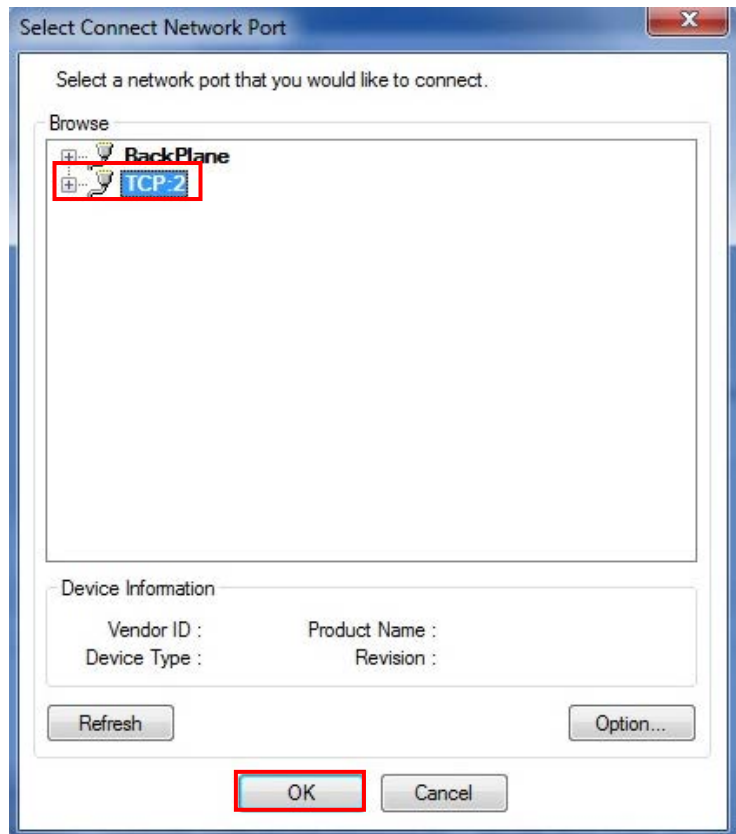 Select Connect Network Port
Select a network port that you would like to connect.
Browse
BackPlane
TCP:2
Device Information
Vendor ID :    Product Name :
Device Type :    Revision :
Refresh    Option...
OK    Cancel